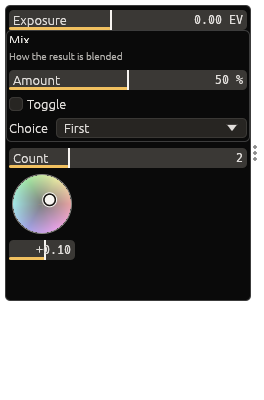 Exposure 0.00 EV
Mix
How the result is blended
Amount 50 %
Toggle
Choice First
Count 2
+0.10